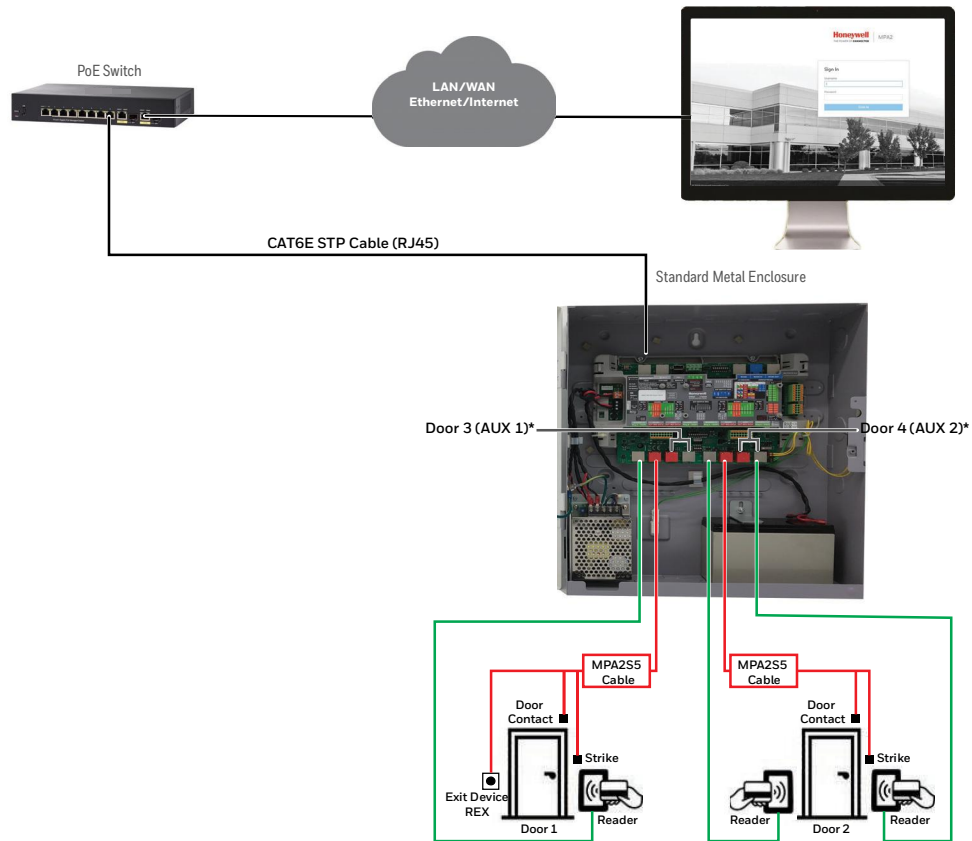 PoE Switch
LAN/WAN
Ethernet/Internet
Honeywell
MPA2
Sign In
CAT6E STP Cable (RJ45)
Standard Metal Enclosure
Door 3 (AUX 1)*
Door 4 (AUX 2)*
MPA2S5
Cable
MPA2S5
Cable
Door
Contact
Door
Contact
Strike
Strike
Exit Device
REX
Reader
Reader
Reader
Door 1
Door 2